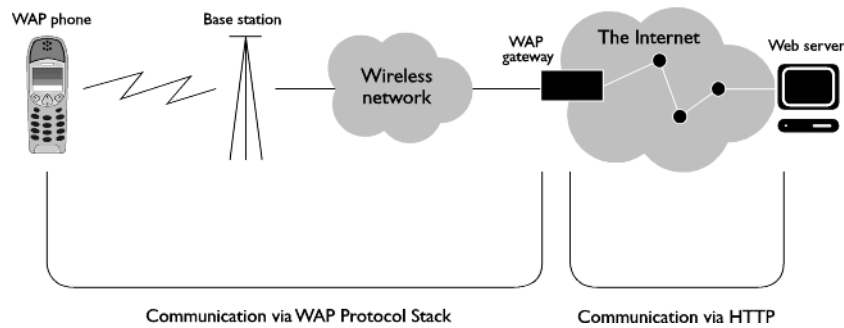 WAP phone
Base station
Wireless
network
WAP
gateway
The Internet
Web server
Communication via WAP Protocol Stack
Communication via HTTP